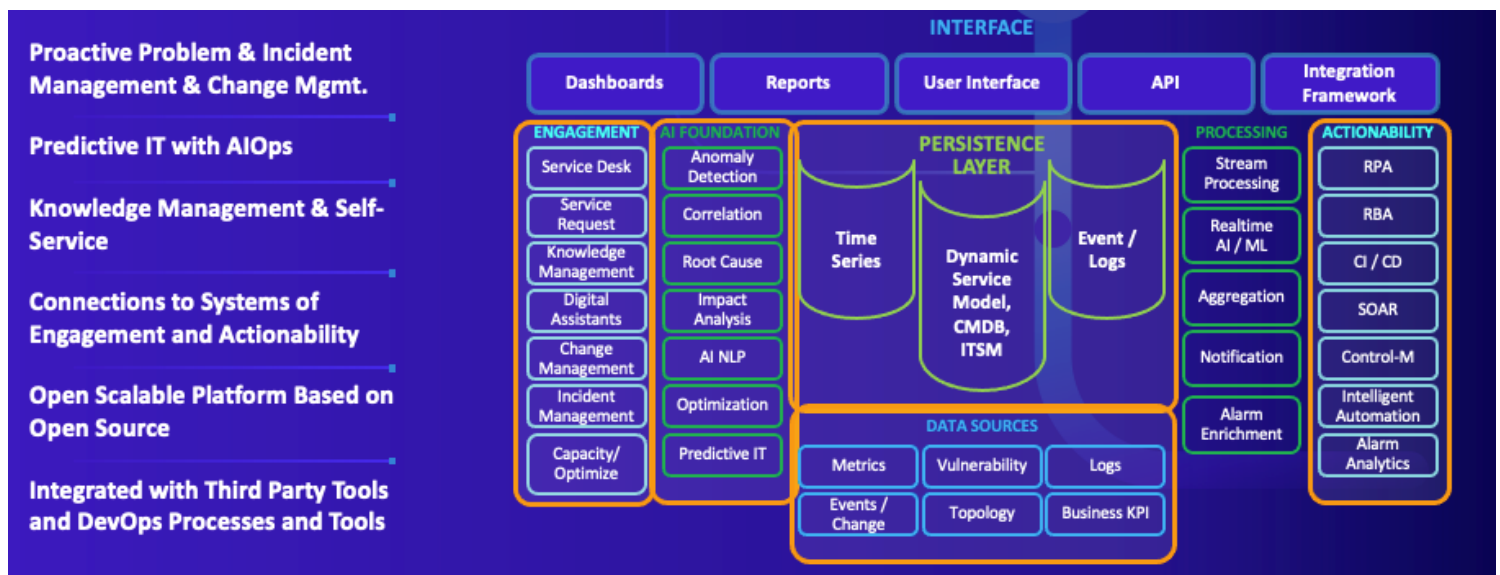 Proactive Problem & Incident
Management & Change Mgmt.
Predictive IT with AIOps
Knowledge Management & Self-
Service
Connections to Systems of
Engagement and Actionability
Open Scalable Platform Based on
Open Source
Integrated with Third Party Tools
and DevOps Processes and Tools
INTERFACE
Dashboards
Reports
User Interface
API
Integration
Framework
ENGAGEMENT
Service Desk
Service
Request
Knowledge
Management
Digital
Assistants
Change
Management
Incident
Management
Capacity/
Optimize
AI FOUNDATION
Anomaly
Detection
Correlation
Root Cause
Impact
Analysis
AI NLP
Optimization
Predictive IT
PERSISTENCE
LAYER
Time
Series
Dynamic
Service
Model,
CMDB,
ITSM
Event /
Logs
DATA SOURCES
Metrics
Vulnerability
Logs
Events /
Change
Topology
Business KPI
PROCESSING
Stream
Processing
Realtime
AI / ML
Aggregation
Notification
Alarm
Enrichment
ACTIONABILITY
RPA
RBA
CI / CD
SOAR
Control-M
Intelligent
Automation
Alarm
Analytics